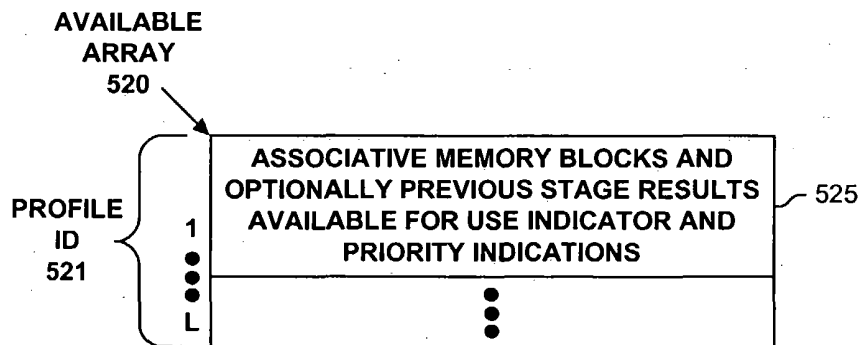 AVAILABLE
ARRAY
520
ASSOCIATIVE MEMORY BLOCKS AND
OPTIONALLY PREVIOUS STAGE RESULTS
AVAILABLE FOR USE INDICATOR AND
PRIORITY INDICATIONS
525
PROFILE
ID
521
1
L